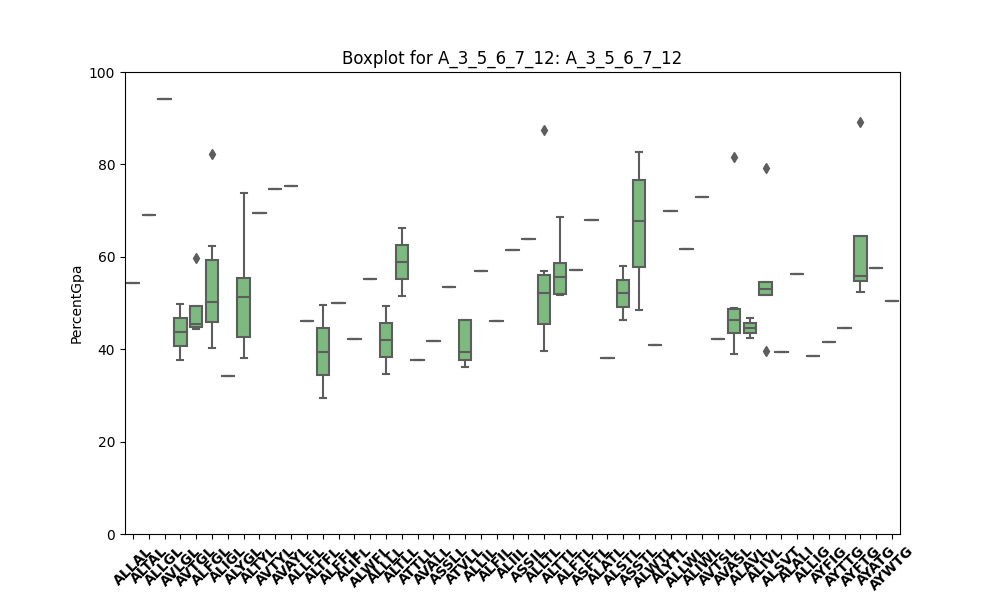 Boxplot for A_3_5_6_7_12: A_3_5_6_7_12
PercentGpa
100
80
60
40
20
0
ALLAL
ALTAL
ALLGL
AVLGL
AVTGL
ALFGL
ALIGL
ALYGL
ALTYL
AVTYL
AVAYL
ALLFL
ALTFL
ALFFL
ALIFL
ALWFL
ALLLL
ALTLL
ATTLL
AVALL
ASSLL
ATVLL
ALLIL
ALFIL
ALIIL
ASSIL
ALLTL
ALTTL
ALFTL
ASFTL
ALATL
ALSTL
ASSTL
ALWTL
ALYTL
ALLWL
ALIWL
AVTSL
AVASL
ALAVL
ALIVL
ALSVT
ALALI
ALLIG
AYFIG
AYTTG
AYFTG
AYATG
AYWTG